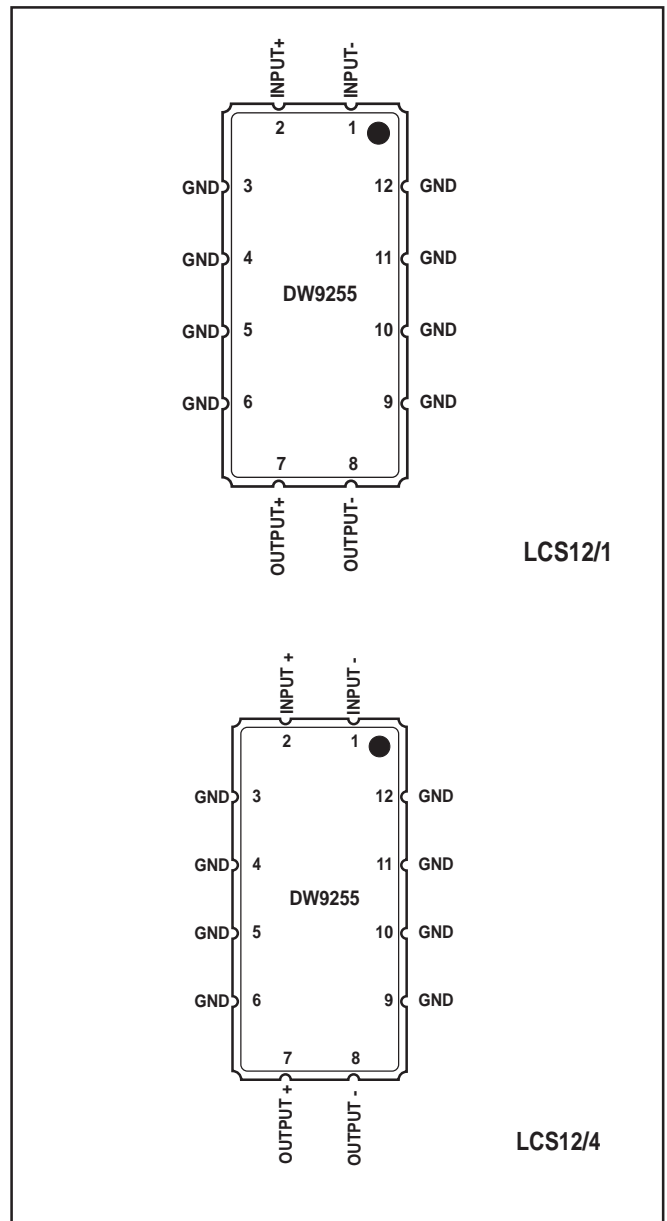 INPUT+ INPUT-
2 1
GND 3 12 GND
GND 4 11 GND
DW9255
GND 5 10 GND
GND 6 9 GND
7 8
OUTPUT+ OUTPUT-
LCS12/1
INPUT + INPUT -
2 1
GND 3 12 GND
GND 4 11 GND
DW9255
GND 5 10 GND
GND 6 9 GND
7 8
OUTPUT + OUTPUT -
LCS12/4